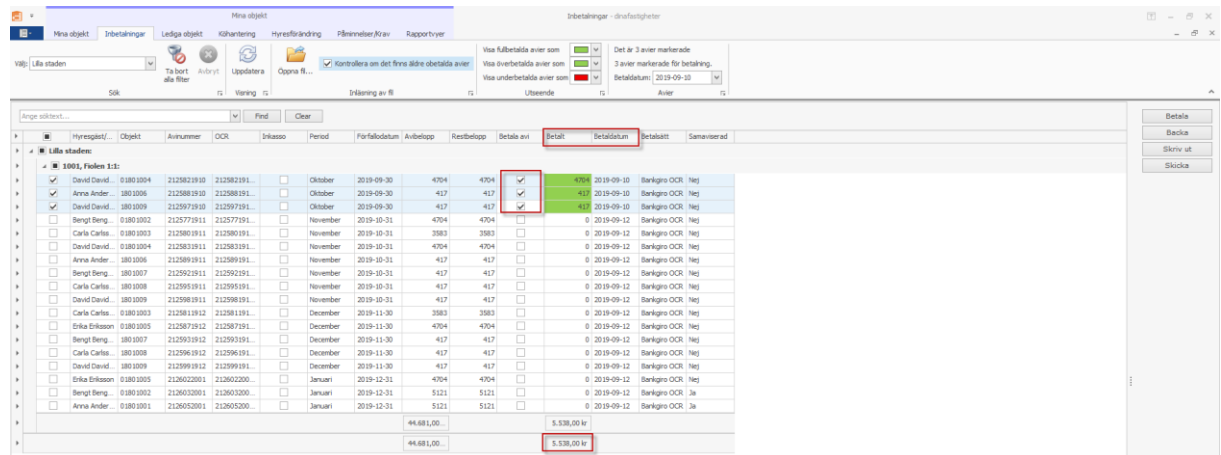 Mina objekt
Inbetalningar - dinafastigheter
Mina objekt Inbetalningar Lediga objekt Köhantering Hyresförändring Påminnelser/Krav Rapportvyer
Välj: Lilla staden
Ta bort alla filter
Avbryt
Uppdatera
Öppna fil...
Kontrollera om det finns äldre obetalda avier
Visa fullbetalda avier som
Visa överbetalda avier som
Visa underbetalda avier som
Det är 3 avier markerade
3 avier markerade för betalning.
Betaldatum: 2019-09-10
Sök Visning Inläsning av fil Utseende Avier
Ange söktext... Find Clear
Betala
Backa
Skriv ut
Skicka
Hyresgäst/... Objekt Avinummer OCR Inkasso Period Förfallodatum Avibelopp Restbelopp Betala avi Betalt Betaldatum Betalsätt Samaviserad
Lilla staden:
1001, Fiolen 1:1:
David David... 01801004 2125821910 212582191... Oktober 2019-09-30 4704 4704 4704 2019-09-10 Bankgiro OCR Nej
Anna Ander... 1801006 2125881910 212588191... Oktober 2019-09-30 417 417 417 2019-09-10 Bankgiro OCR Nej
David David... 1801009 2125971910 212597191... Oktober 2019-09-30 417 417 417 2019-09-10 Bankgiro OCR Nej
Bengt Beng... 01801002 2125771911 212577191... November 2019-10-31 4704 4704 0 2019-09-12 Bankgiro OCR Nej
Carla Carlss... 01801003 2125801911 212580191... November 2019-10-31 3583 3583 0 2019-09-12 Bankgiro OCR Nej
David David... 01801004 2125831911 212583191... November 2019-10-31 4704 4704 0 2019-09-12 Bankgiro OCR Nej
Anna Ander... 1801006 2125891911 212589191... November 2019-10-31 417 417 0 2019-09-12 Bankgiro OCR Nej
Bengt Beng... 1801007 2125921911 212592191... November 2019-10-31 417 417 0 2019-09-12 Bankgiro OCR Nej
Carla Carlss... 1801008 2125951911 212595191... November 2019-10-31 417 417 0 2019-09-12 Bankgiro OCR Nej
David David... 1801009 2125981911 212598191... November 2019-10-31 417 417 0 2019-09-12 Bankgiro OCR Nej
Carla Carlss... 01801003 2125811912 212581191... December 2019-11-30 3583 3583 0 2019-09-12 Bankgiro OCR Nej
Erika Eriksson 01801005 2125871912 212587191... December 2019-11-30 4704 4704 0 2019-09-12 Bankgiro OCR Nej
Bengt Beng... 1801007 2125931912 212593191... December 2019-11-30 417 417 0 2019-09-12 Bankgiro OCR Nej
Carla Carlss... 1801008 2125961912 212596191... December 2019-11-30 417 417 0 2019-09-12 Bankgiro OCR Nej
David David... 1801009 2125991912 212599191... December 2019-11-30 417 417 0 2019-09-12 Bankgiro OCR Nej
Erika Eriksson 01801005 2126022001 212602200... Januari 2019-12-31 4704 4704 0 2019-09-12 Bankgiro OCR Nej
Bengt Beng... 01801002 2126032001 212603200... Januari 2019-12-31 5121 5121 0 2019-09-12 Bankgiro OCR Ja
Anna Ander... 01801001 2126052001 212605200... Januari 2019-12-31 5121 5121 0 2019-09-12 Bankgiro OCR Ja
44.681,00... 5.538,00 kr
44.681,00... 5.538,00 kr